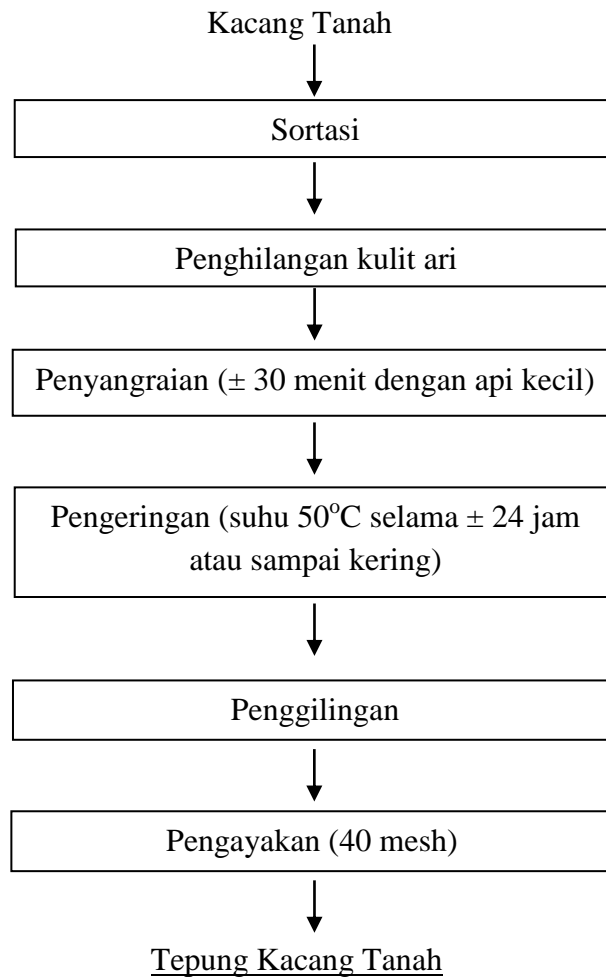 Kacang Tanah
Sortasi
Penghilangan kulit ari
Penyangraian (± 30 menit dengan api kecil)
Pengeringan (suhu 50°C selama ± 24 jam
atau sampai kering)
Penggilingan
Pengayakan (40 mesh)
Tepung Kacang Tanah